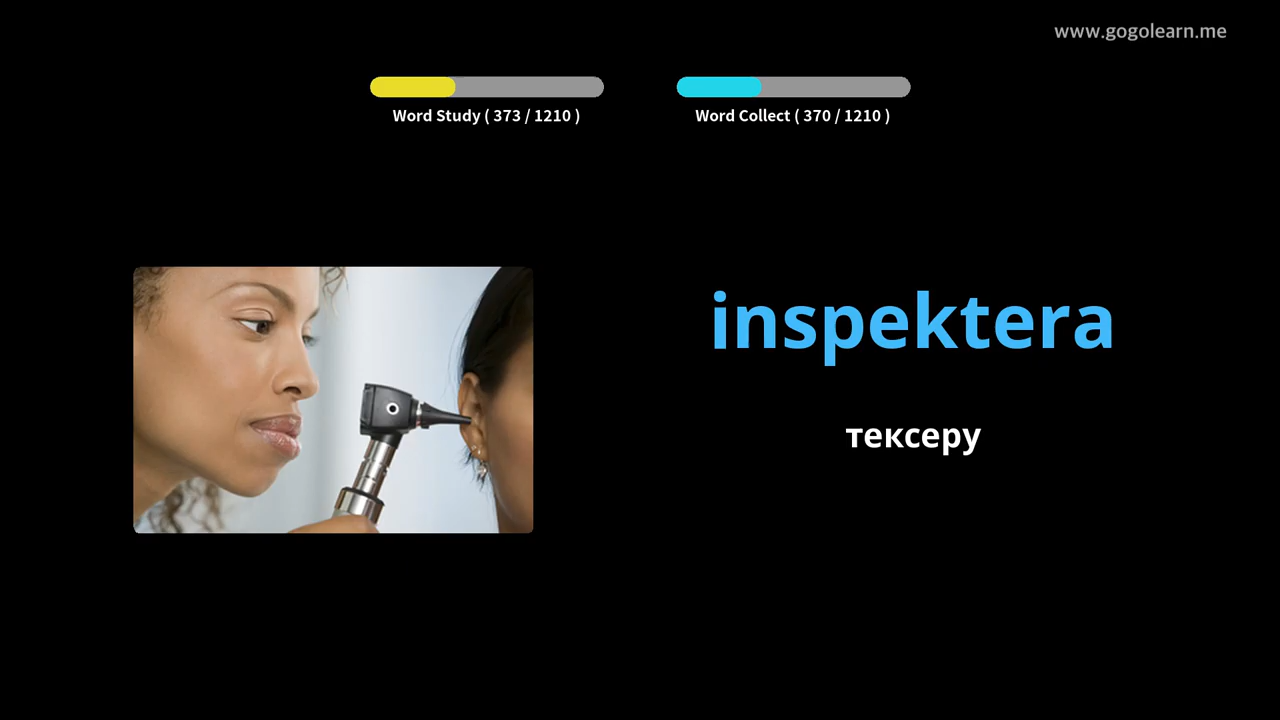 www.gogolearn.me
Word Study ( 373 / 1210 )
Word Collect ( 370 / 1210 )
inspektera
тексеру